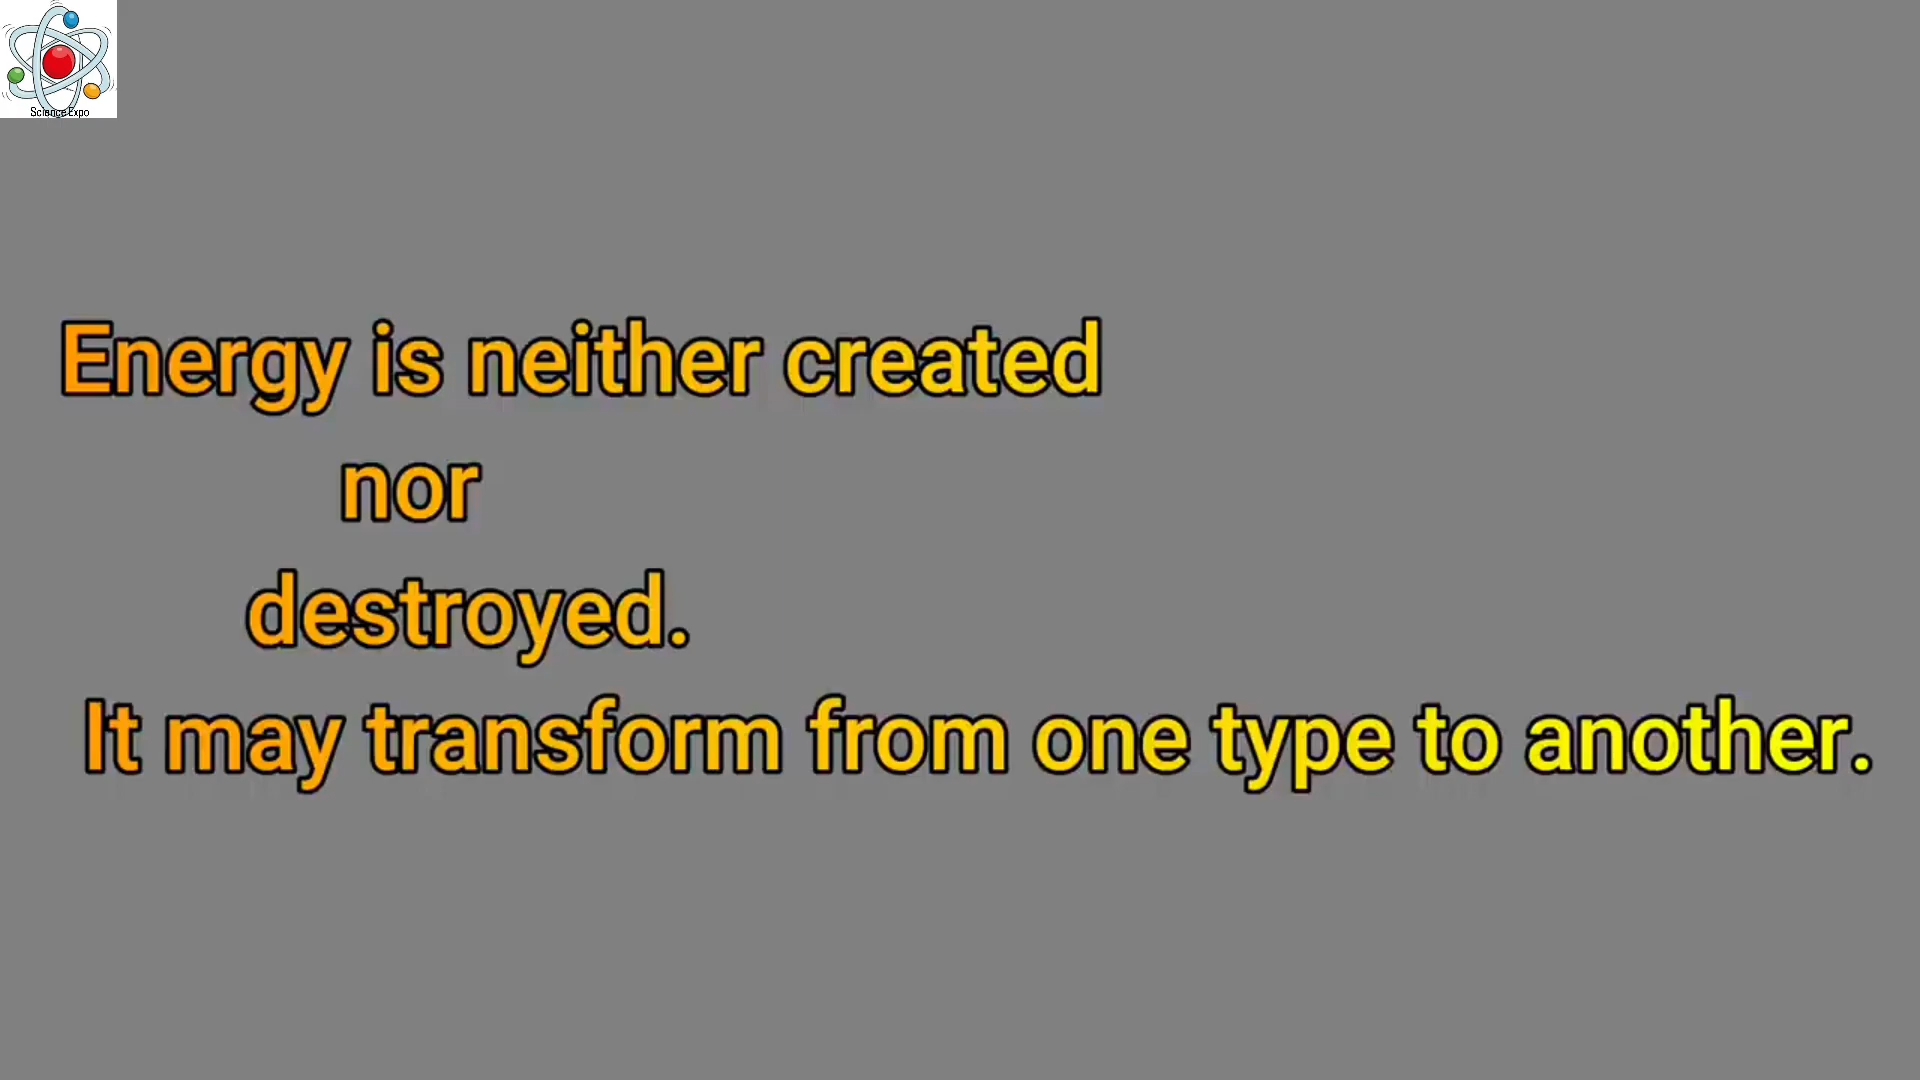 Science Expo
Energy is neither created
nor
destroyed.
It may transform from one type to another.